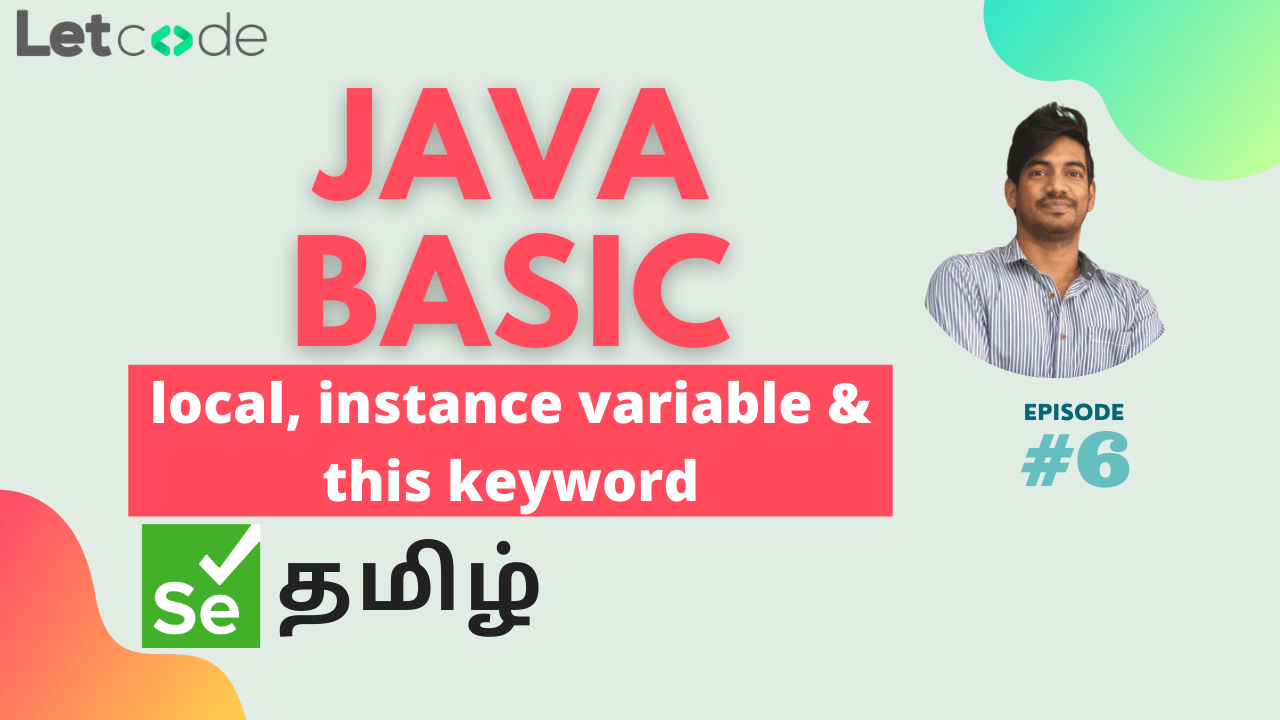 Letcode
JAVA
BASIC
local, instance variable &
this keyword
Se தமிழ்
EPISODE
#6